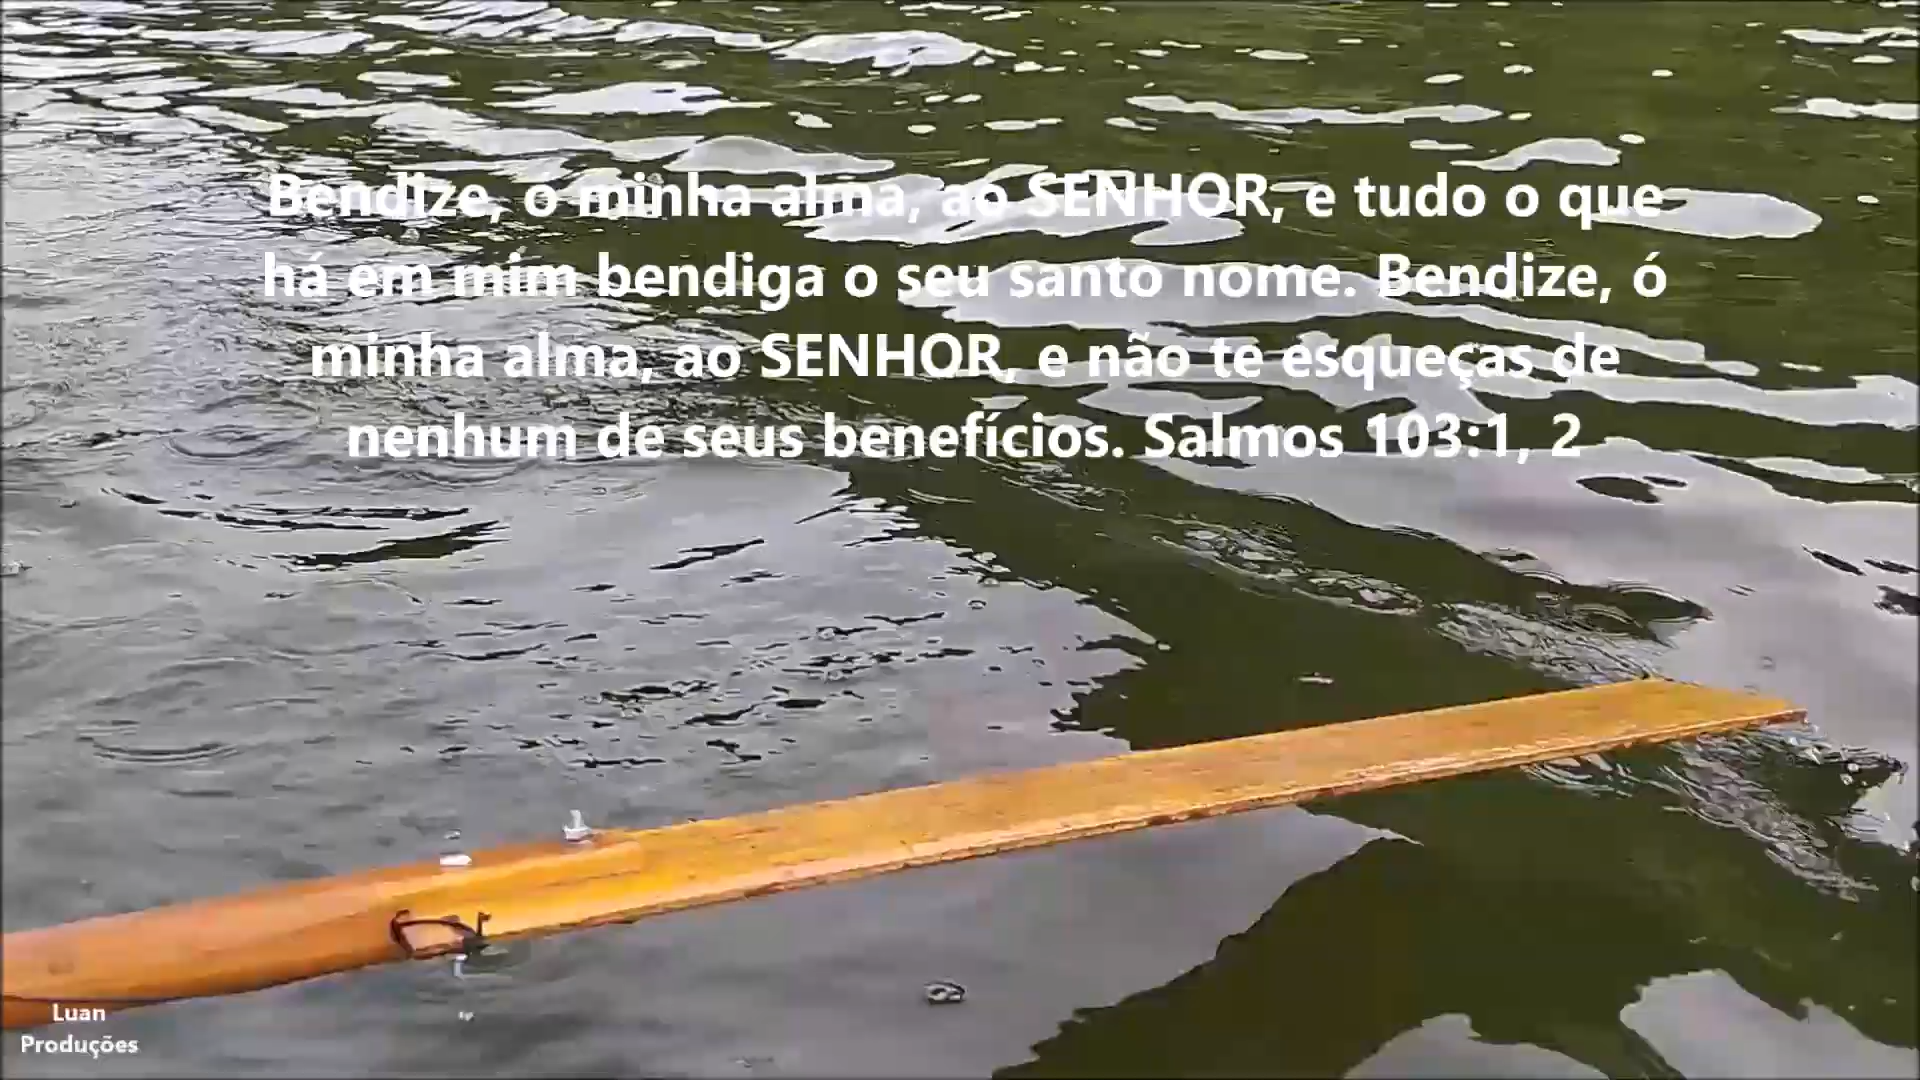 Bendize, ó minha alma, ao SENHOR, e tudo o que
há em mim bendiga o seu santo nome. Bendize, ó
minha alma, ao SENHOR, e não te esqueças de
nenhum de seus benefícios. Salmos 103:1, 2
Luan
Produções